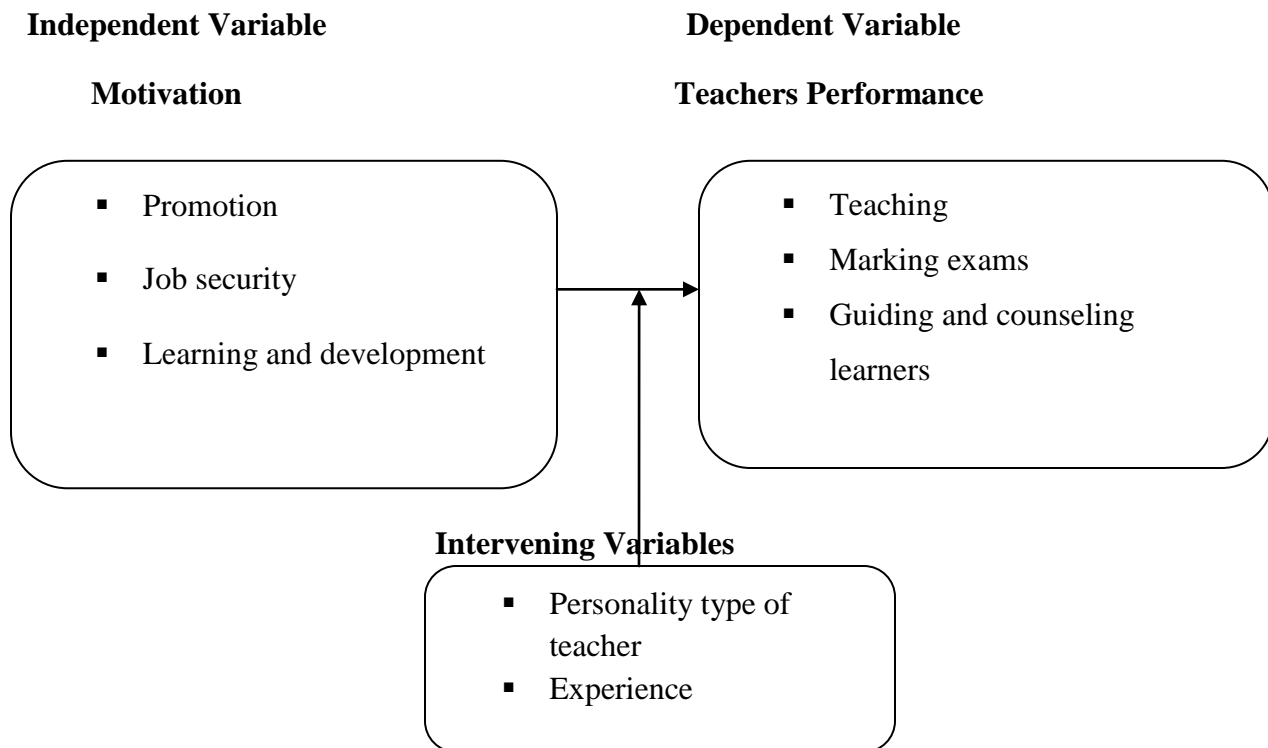 Independent Variable
Dependent Variable
Motivation
Teachers Performance
▪ Promotion
▪ Job security
▪ Learning and development
▪ Teaching
▪ Marking exams
▪ Guiding and counseling
learners
Intervening Variables
▪ Personality type of
teacher
▪ Experience